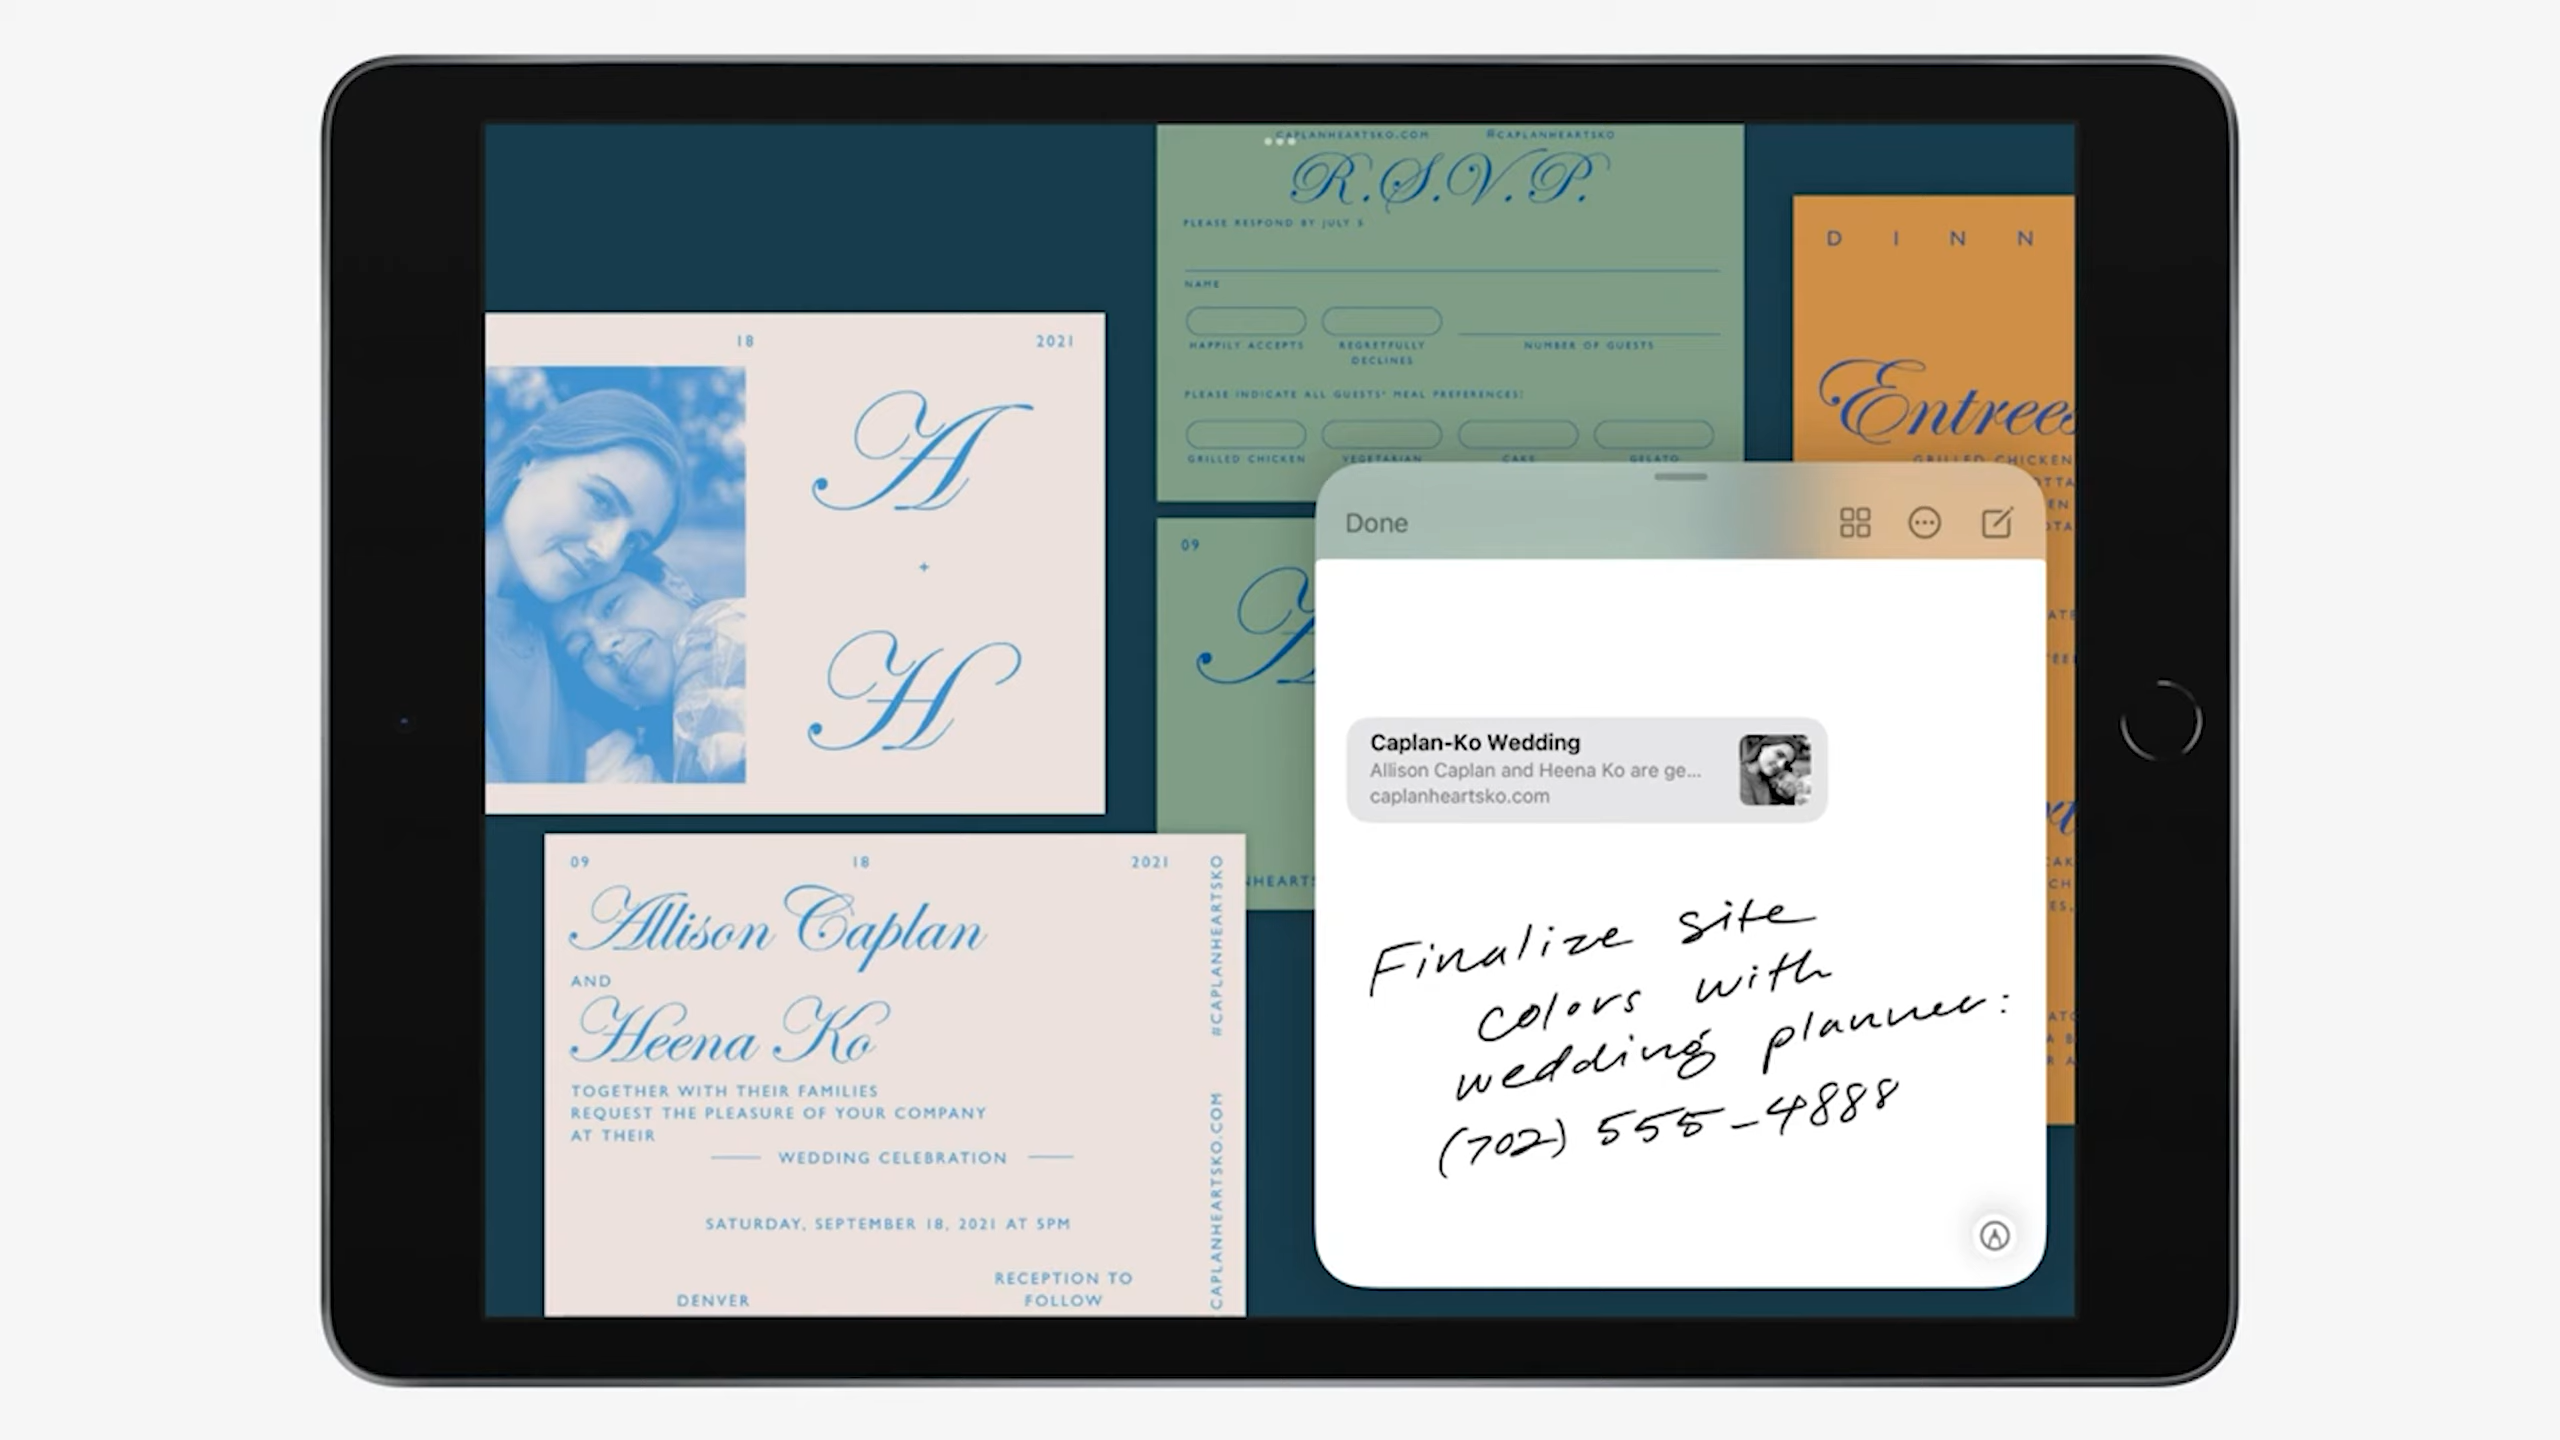 CAPLANHEARTSKO.COM #CAPLANHEARTSKO
R.S.V.P.
PLEASE RESPOND BY JULY 5
NAME
HAPPILY ACCEPTS
REGRETFULLY
DECLINES
NUMBER OF GUESTS
PLEASE INDICATE ALL GUESTS' MEAL PREFERENCES:
GRILLED CHICKEN VEGETARIAN CAKE GELATO
D I N N
Entrees
GRILLED CHICKEN
18 2021
A
+
H
09
A
09 18 2021
Allison Caplan
AND
Heena Ko
TOGETHER WITH THEIR FAMILIES
REQUEST THE PLEASURE OF YOUR COMPANY
AT THEIR
WEDDING CELEBRATION
SATURDAY, SEPTEMBER 18, 2021 AT 5PM
DENVER
RECEPTION TO
FOLLOW
#CAPLANHEARTSKO
CAPLANHEARTSKO.COM
Done
Caplan-Ko Wedding
Allison Caplan and Heena Ko are ge...
caplanheartsko.com
Finalize site
colors with
wedding planner:
(702) 555-4888